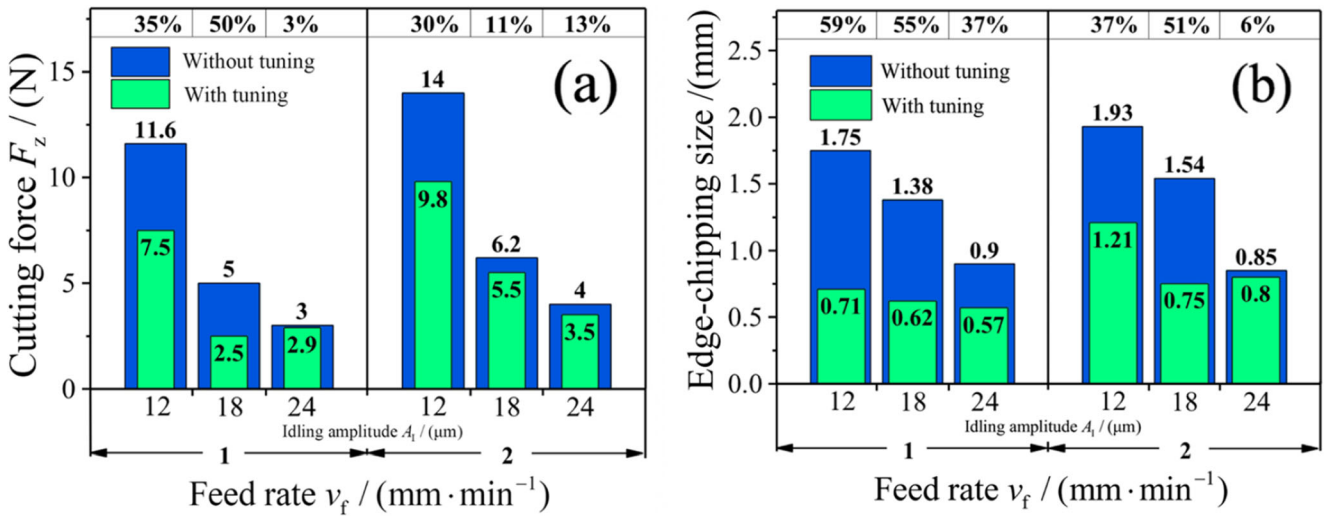 35% 50% 3% 30% 11% 13%
Without tuning
With tuning
(a)
Cutting force Fz / (N)
15
10
5
0
11.6
7.5
5
2.5
3
2.9
14
9.8
6.2
5.5
4
3.5
12 18 24 12 18 24
Idling amplitude A₁ / (μm)
1 2
Feed rate vf / (mm·min⁻¹)
59% 55% 37% 37% 51% 6%
Without tuning
With tuning
(b)
Edge-chipping size /(mm)
2.5
2.0
1.5
1.0
0.5
0.0
1.75
0.71
1.38
0.62
0.9
0.57
1.93
1.21
1.54
0.75
0.85
0.8
12 18 24 12 18 24
Idling amplitude A₁ / (μm)
1 2
Feed rate vf / (mm·min⁻¹)